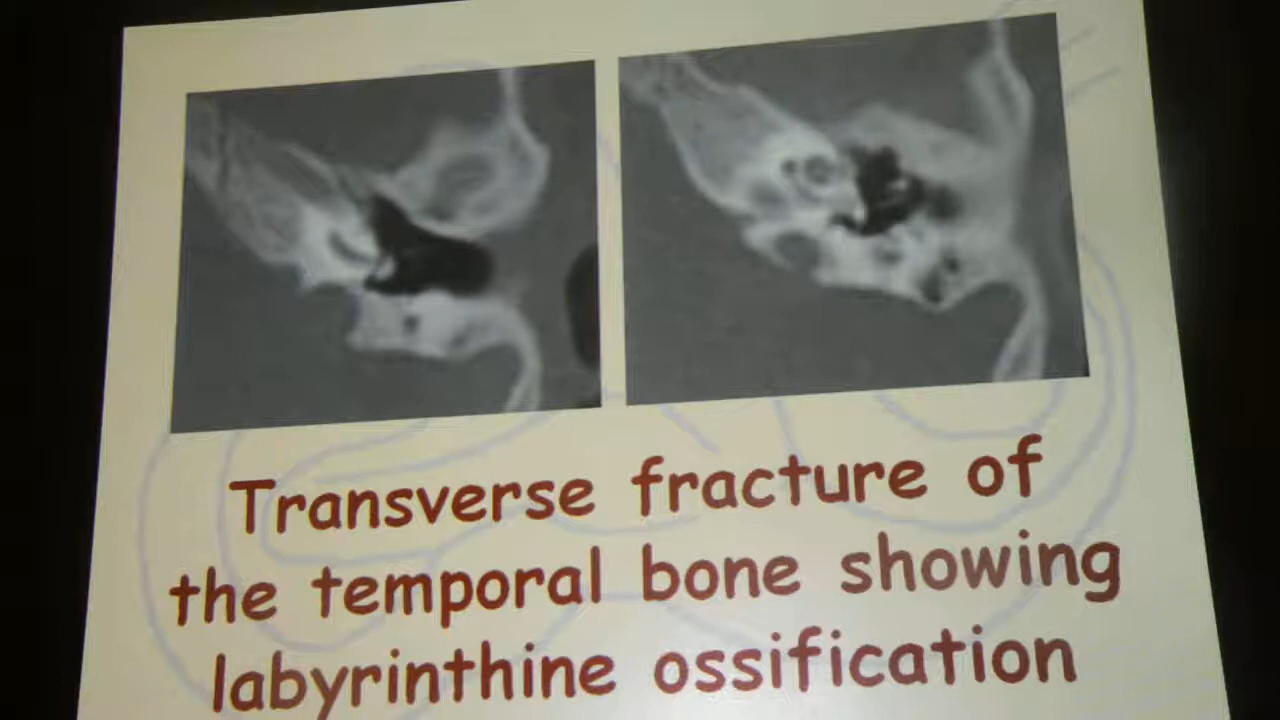 Transverse fracture of
the temporal bone showing
labyrinthine ossification